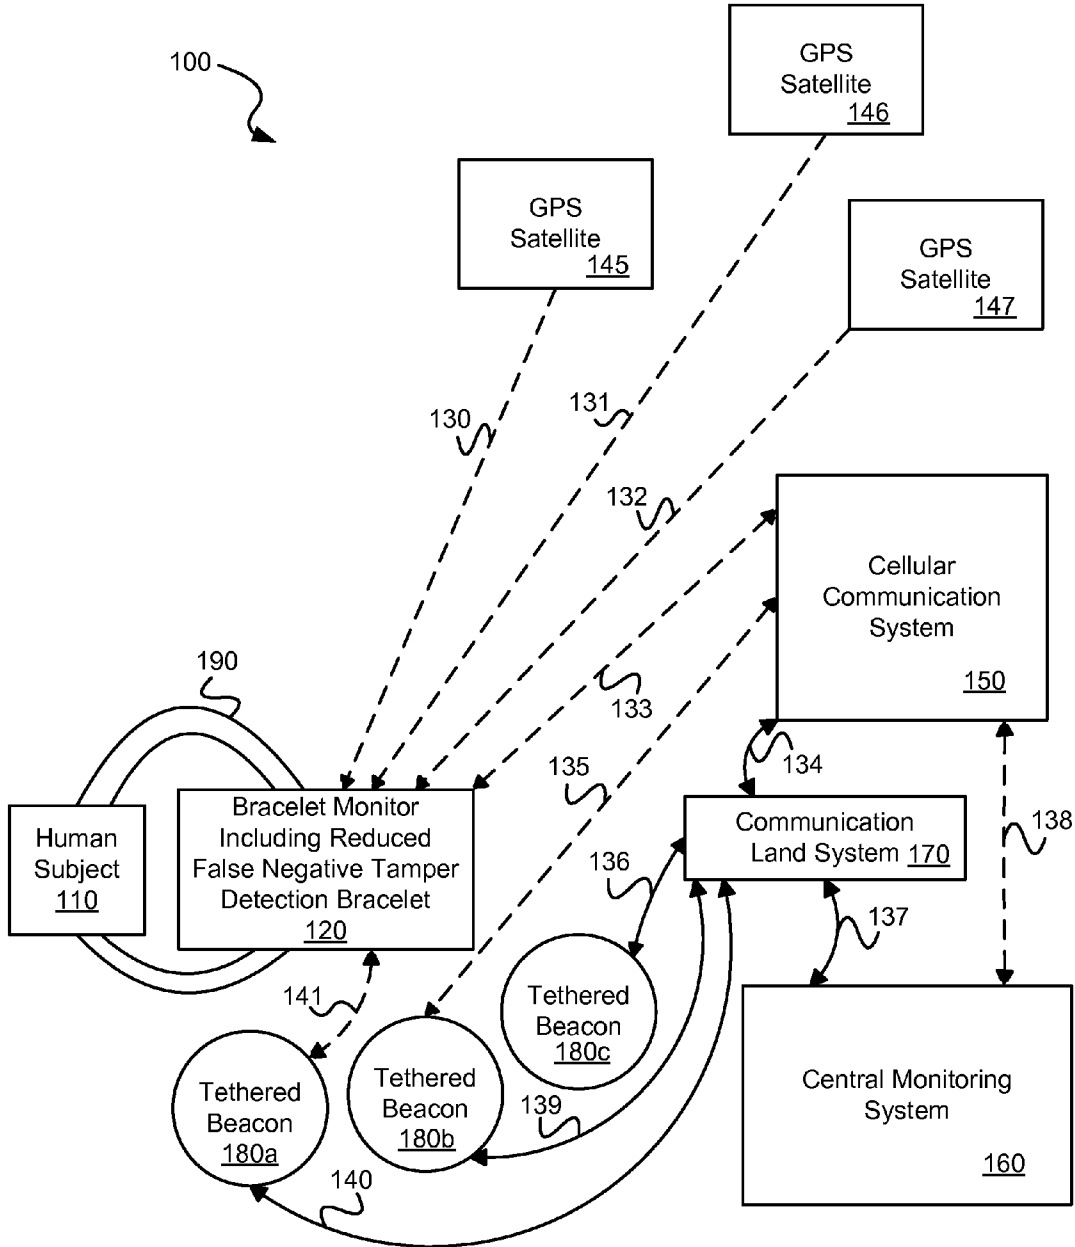 100
GPS
Satellite
146
GPS
Satellite
145
GPS
Satellite
147
130
131
132
133
Cellular
Communication
System
150
190
135
134
Human
Subject
110
Bracelet Monitor
Including Reduced
False Negative Tamper
Detection Bracelet
120
Communication
Land System 170
138
136
137
141
Tethered
Beacon
180a
Tethered
Beacon
180b
Tethered
Beacon
180c
139
140
Central Monitoring
System
160